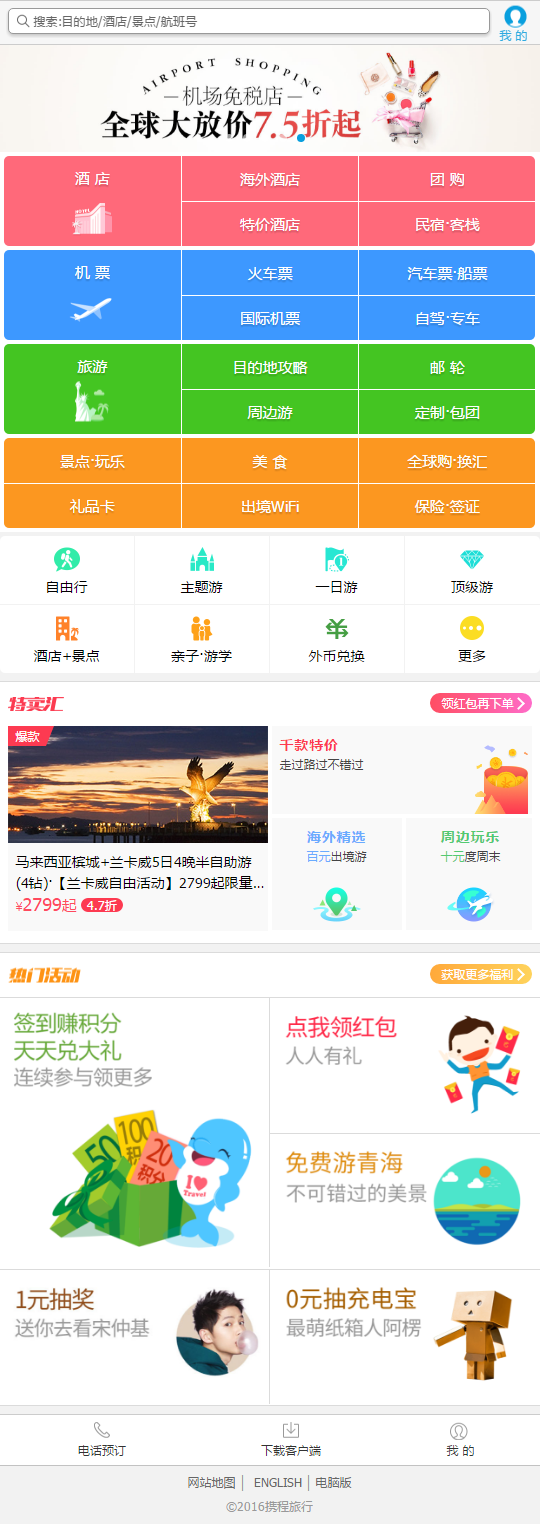 搜索:目的地/酒店/景点/航班号
我 的
AIRPORT SHOPPING
机场免税店
全球大放价7.5折起
酒 店
海外酒店
团 购
HOTEL
特价酒店
民宿·客栈
机 票
火车票
汽车票·船票
国际机票
自驾·专车
旅游
目的地攻略
邮 轮
周边游
定制·包团
景点·玩乐
美 食
全球购·换汇
礼品卡
出境WiFi
保险·签证
自由行
主题游
一日游
顶级游
酒店+景点
亲子·游学
外币兑换
更多
特卖汇
领红包再下单
爆款
千款特价
走过路过不错过
海外精选
周边玩乐
百元出境游
十元度周末
马来西亚槟城+兰卡威5日4晚半自助游
(4钻)·【兰卡威自由活动】2799起限量...
¥2799起 4.7折
热门活动
获取更多福利
签到赚积分
天天兑大礼
连续参与领更多
50
100
积分
20
积分
I
Travel
点我领红包
人人有礼
免费游青海
不可错过的美景
1元抽奖
送你去看宋仲基
0元抽充电宝
最萌纸箱人阿楞
电话预订
下载客户端
我 的
网站地图 | ENGLISH | 电脑版
©2016携程旅行